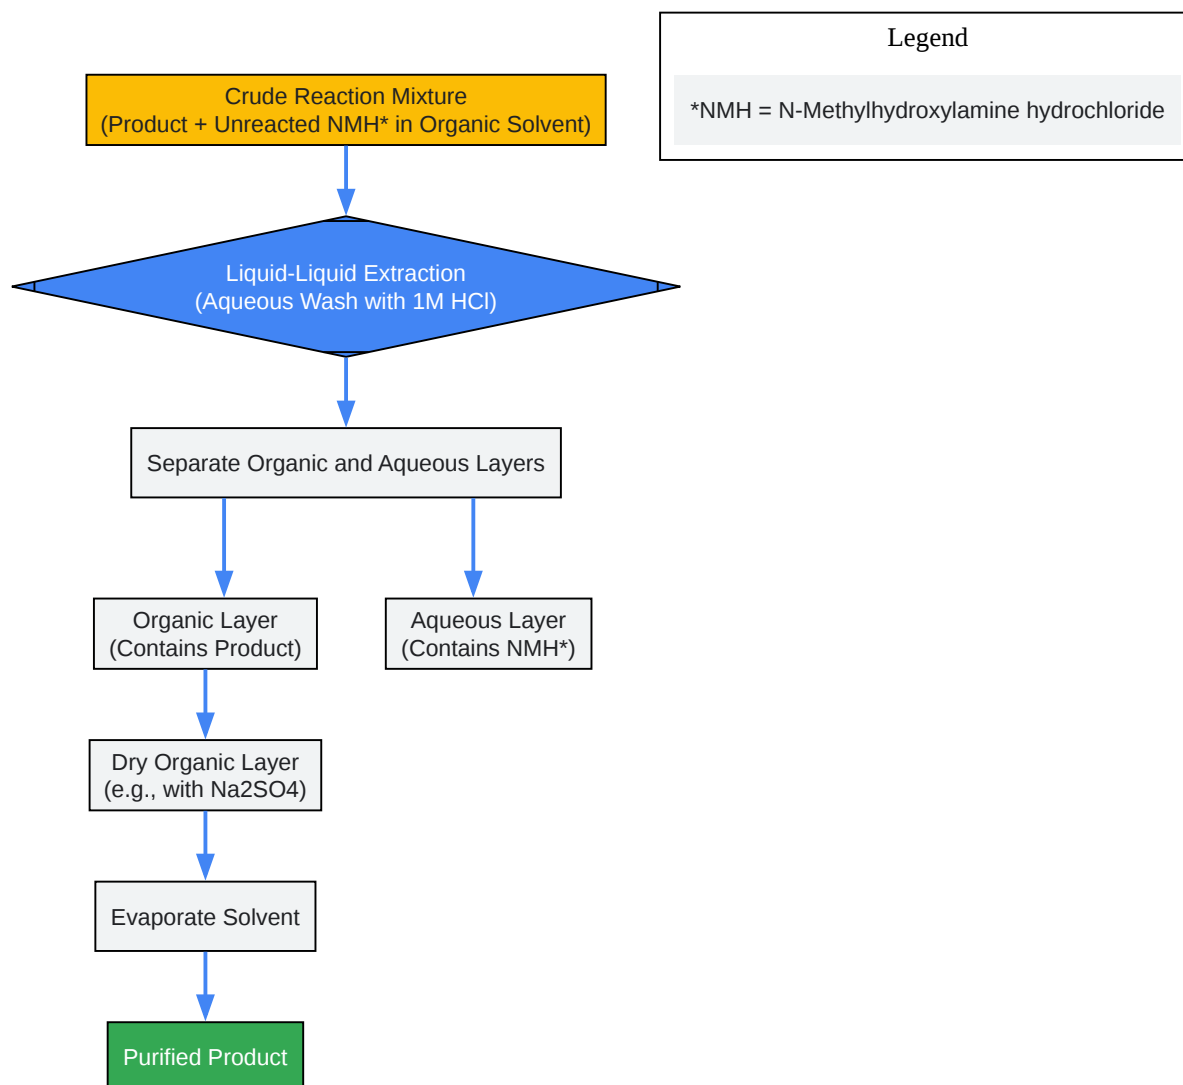 Legend
*NMH = N-Methylhydroxylamine hydrochloride
Crude Reaction Mixture
(Product + Unreacted NMH* in Organic Solvent)
Liquid-Liquid Extraction
(Aqueous Wash with 1M HCl)
Separate Organic and Aqueous Layers
Organic Layer
(Contains Product)
Aqueous Layer
(Contains NMH*)
Dry Organic Layer
(e.g., with Na2SO4)
Evaporate Solvent
Purified Product